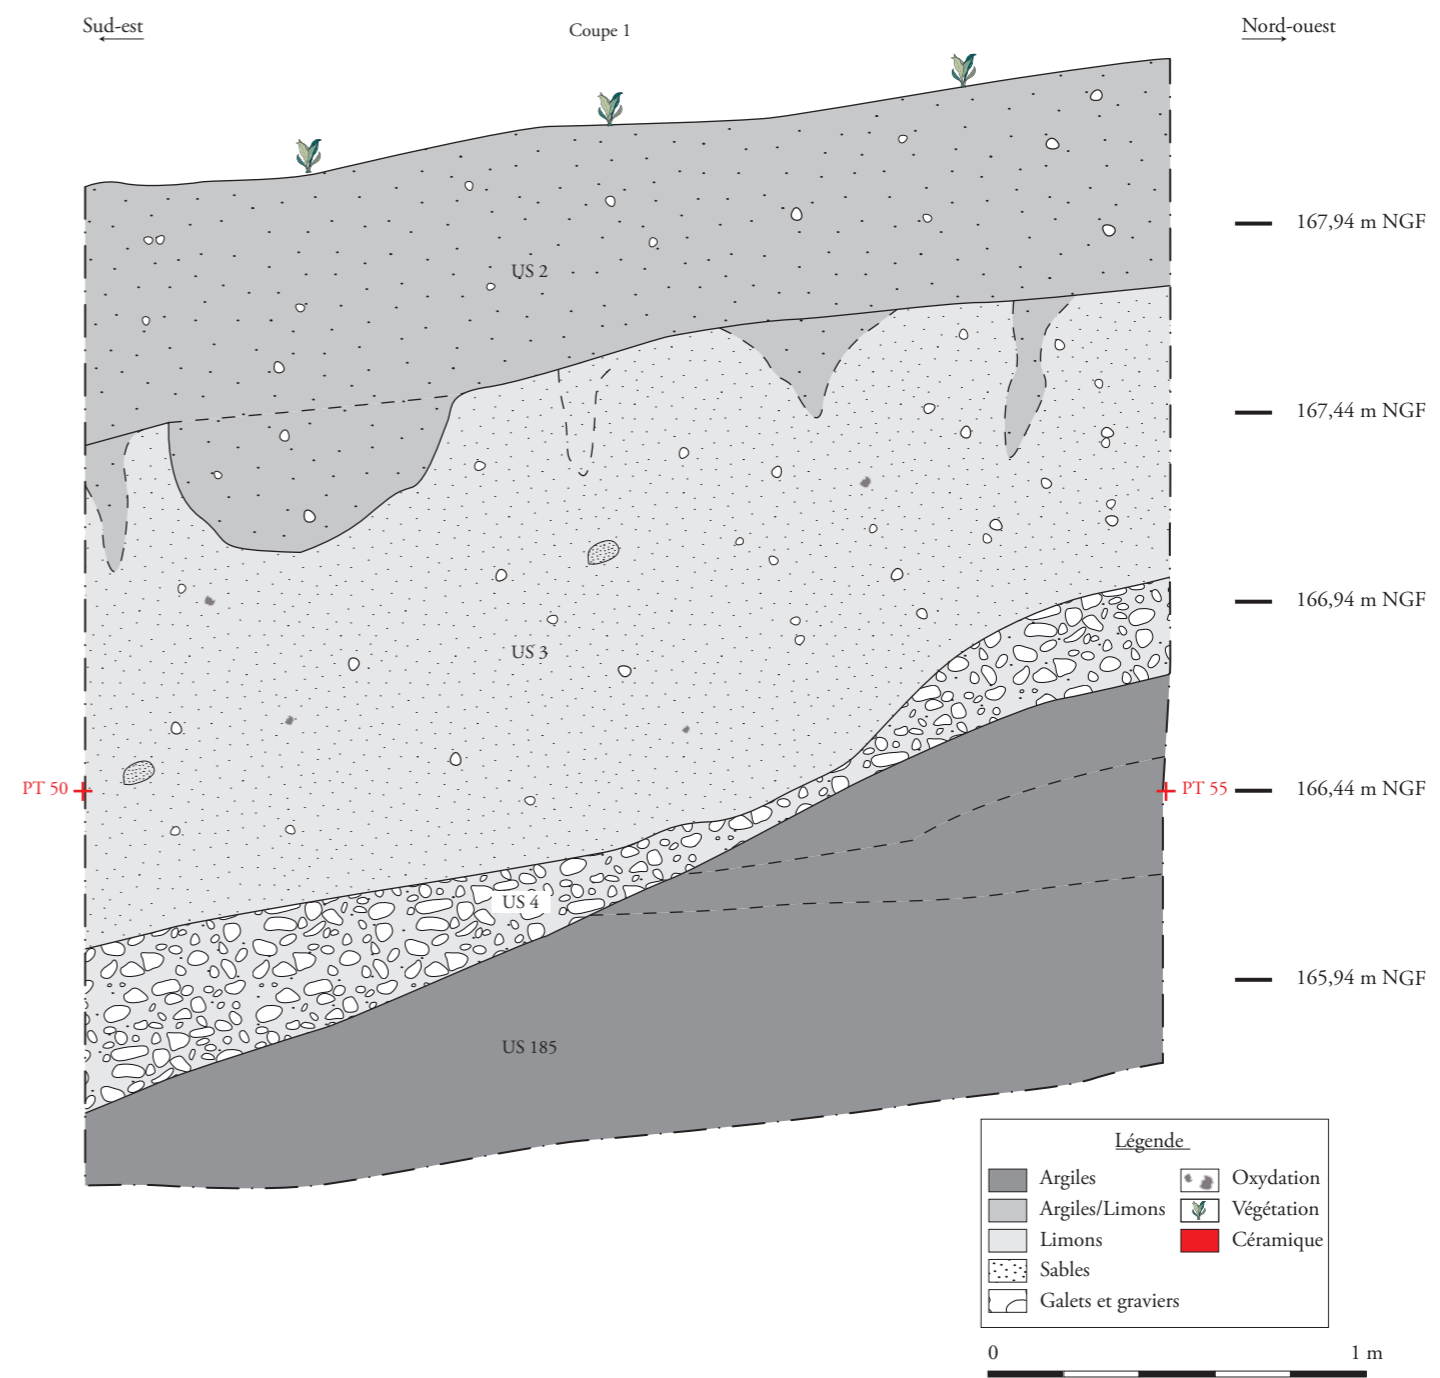 Sud-est
Coupe 1
Nord-ouest
167,94 m NGF
US 2
167,44 m NGF
166,94 m NGF
US 3
PT 50
PT 55
166,44 m NGF
US 4
165,94 m NGF
US 185
Légende
Argiles
Oxydation
Argiles/Limons
Végétation
Limons
Céramique
Sables
Galets et graviers
0
1 m